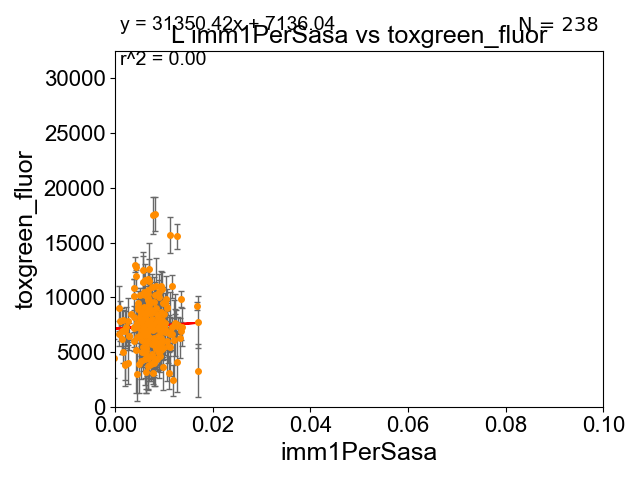 y = 31350.42x + 7136.04
N = 238
L imm1PerSasa vs toxgreen_fluor
r^2 = 0.00
30000
25000
20000
15000
10000
5000
0
toxgreen_fluor
0.00 0.02 0.04 0.06 0.08 0.10
imm1PerSasa